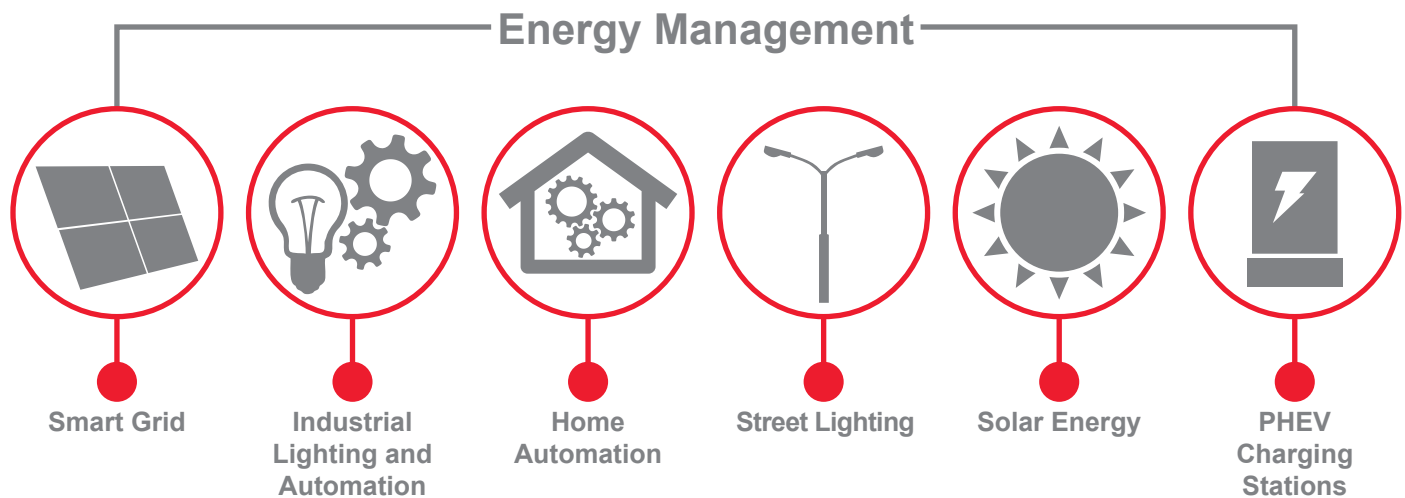 Energy Management
Smart Grid
Industrial
Lighting and
Automation
Home
Automation
Street Lighting
Solar Energy
PHEV
Charging
Stations